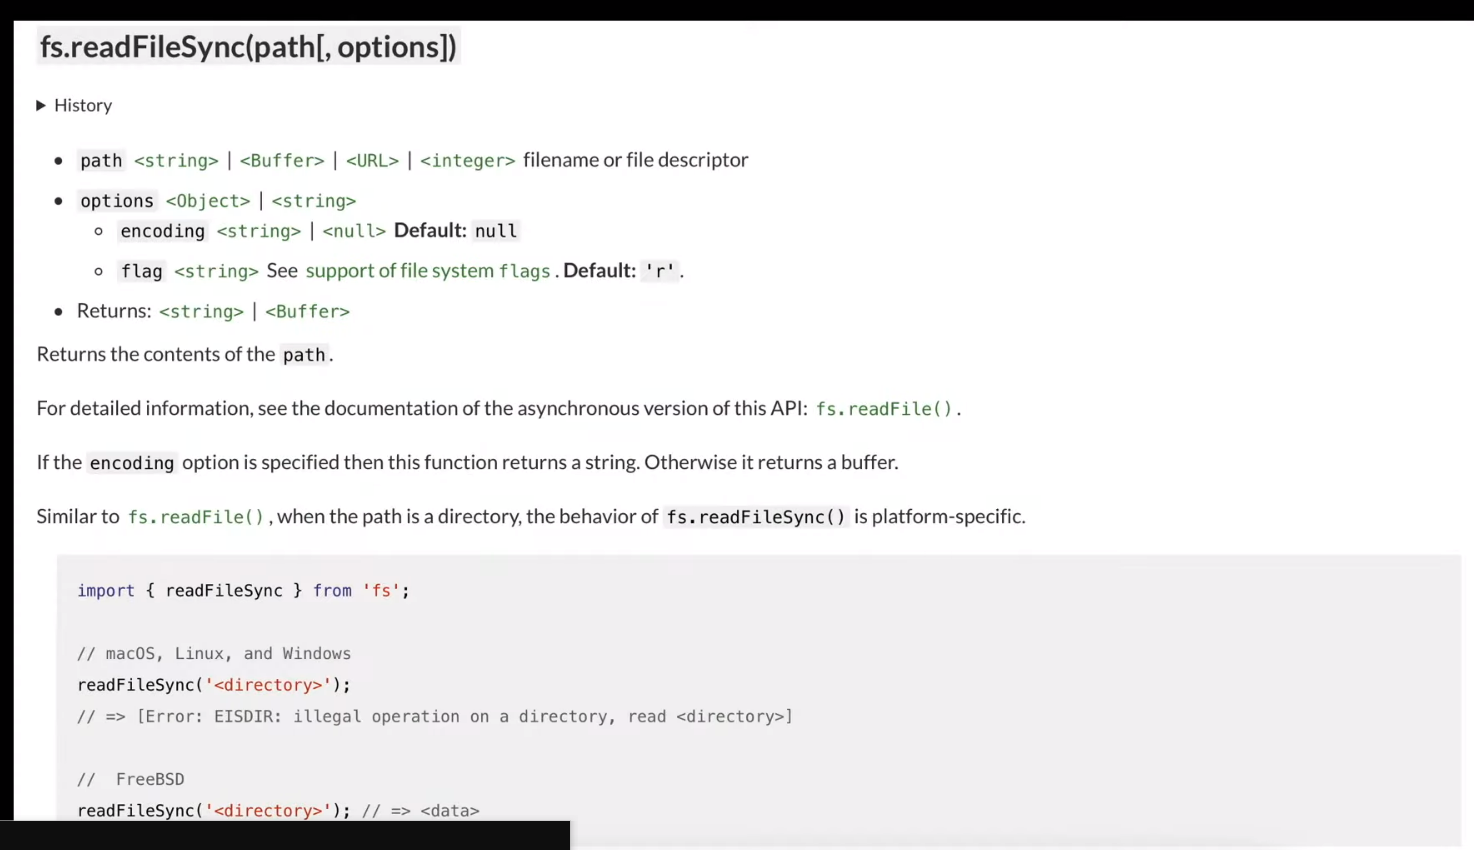 fs.readFileSync(path[, options])
▶ History
• path <string> | <Buffer> | <URL> | <integer> filename or file descriptor
• options <Object> | <string>
◦ encoding <string> | <null> Default: null
◦ flag <string> See support of file system flags. Default: 'r'.
• Returns: <string> | <Buffer>
Returns the contents of the path.
For detailed information, see the documentation of the asynchronous version of this API: fs.readFile().
If the encoding option is specified then this function returns a string. Otherwise it returns a buffer.
Similar to fs.readFile(), when the path is a directory, the behavior of fs.readFileSync() is platform-specific.
import { readFileSync } from 'fs';
// macOS, Linux, and Windows
readFileSync('<directory>');
// => [Error: EISDIR: illegal operation on a directory, read <directory>]
//  FreeBSD
readFileSync('<directory>'); // => <data>